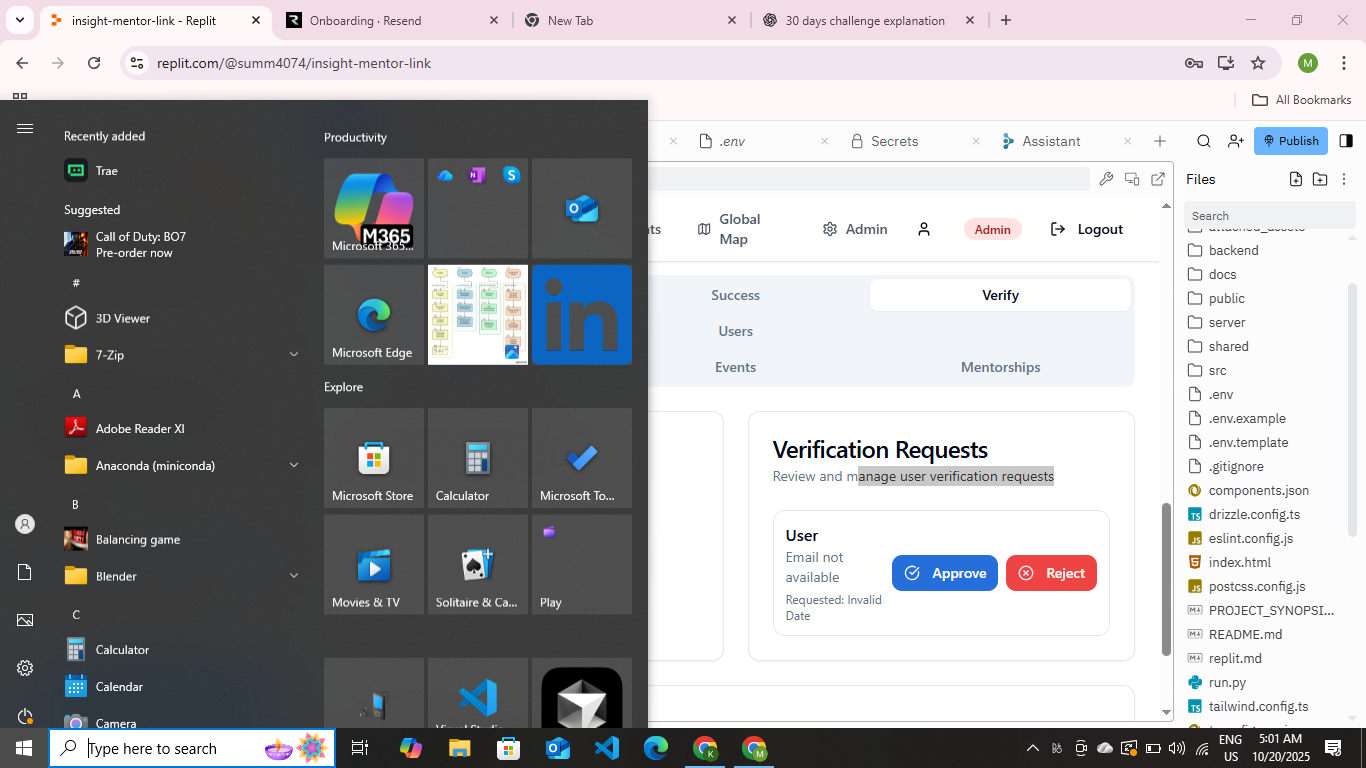 insight-mentor-link - Replit
Onboarding · Resend
New Tab
30 days challenge explanation
replit.com/@summ4074/insight-mentor-link
M
All Bookmarks
Recently added
Trae
Suggested
Call of Duty: BO7
Pre-order now
#
3D Viewer
7-Zip
A
Adobe Reader XI
Anaconda (miniconda)
B
Balancing game
Blender
C
Calculator
Calendar
Camera
Productivity
M365
Microsoft 365...
Microsoft Edge
in
Explore
Microsoft Store
Calculator
Microsoft To...
Movies & TV
Solitaire & Ca...
Play
.env
Secrets
Assistant
Publish
Global
Map
Admin
Admin
Logout
Success
Verify
Users
Events
Mentorships
Verification Requests
Review and manage user verification requests
User
Email not
available
Requested: Invalid
Date
Approve
Reject
Files
Search
attached_assets
backend
docs
public
server
shared
src
.env
.env.example
.env.template
.gitignore
components.json
drizzle.config.ts
eslint.config.js
index.html
postcss.config.js
PROJECT_SYNOPSI...
README.md
replit.md
run.py
tailwind.config.ts
Type here to search
ENG
US
5:01 AM
10/20/2025